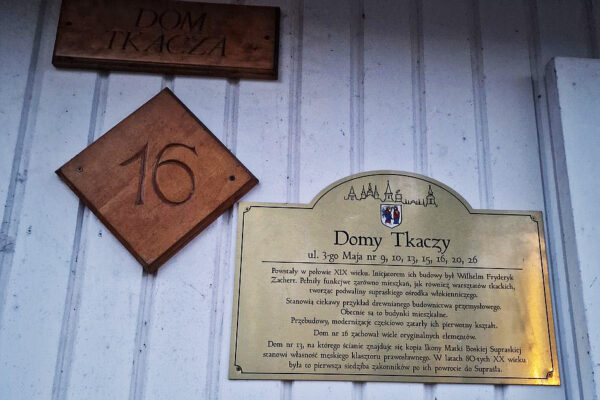 DOM
TKACZA
16
Domy Tkaczy
ul. 3-go Maja nr 9, 10, 13, 15, 16, 20, 26
Powstały w połowie XIX wieku. Inicjatorem ich budowy był Wilhelm Fryderyk
Zachert. Pełniły funkcje zarówno mieszkań, jak również warsztatów tkackich,
tworząc podwaliny supraskiego ośrodka włókienniczego.
Stanowią ciekawy przykład drewnianego budownictwa przemysłowego.
Obecnie są to budynki mieszkalne.
Przebudowy, modernizacje częściowo zatarły ich pierwotny kształt.
Dom nr 16 zachował wiele oryginalnych elementów.
Dom nr 13, na którego ścianie znajduje się kopia Ikony Matki Boskiej Supraskiej
stanowi własność męskiego klasztoru prawosławnego. W latach 80-tych XX wieku
była to pierwsza siedziba zakonników po ich powrocie do Supraśla.